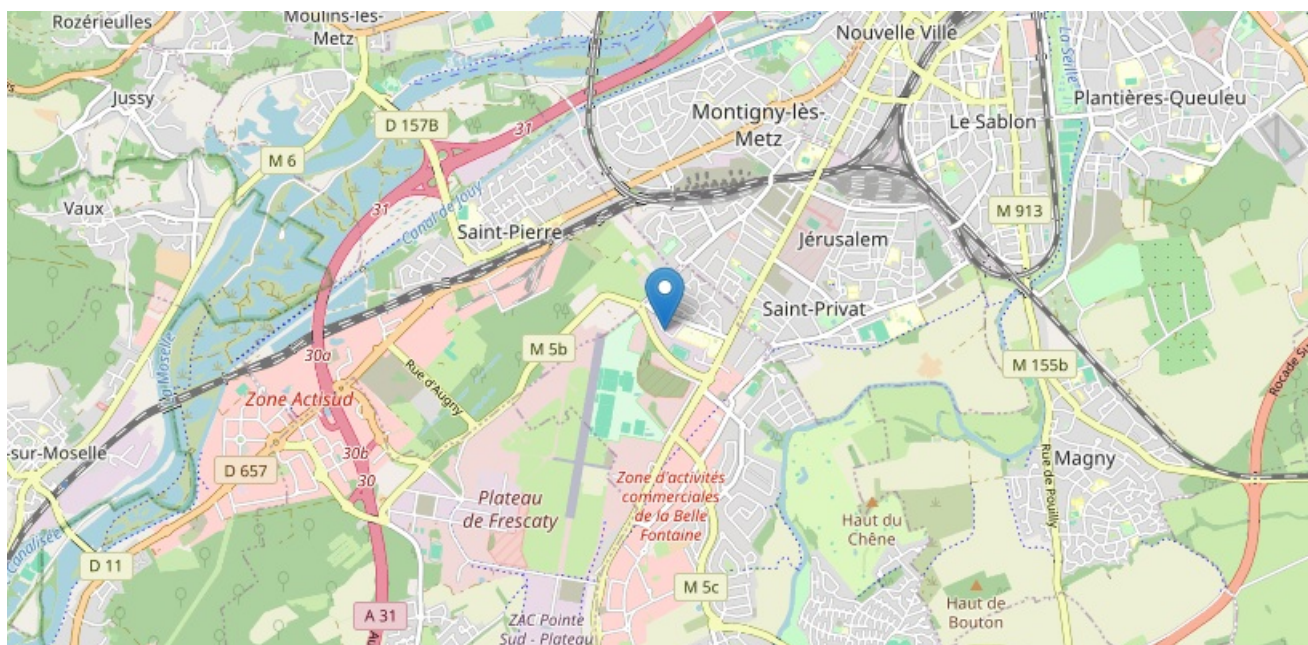 Rozérieulles
Moulins-lès-
Metz
Nouvelle Ville
La Seille
Jussy
D 157B
31
Montigny-lès-
Metz
Plantières-Queuleu
Le Sablon
M 6
Vaux
31
Canal de Jouy
Saint-Pierre
M 913
Jérusalem
Saint-Privat
La Moselle
30a
M 5b
Rue d'Augny
M 155b
Rocade Su
Zone Actisud
-sur-Moselle
30b
D 657
30
Magny
Rue de Pouilly
Plateau
de Frescaty
Zone d'activités
commerciales
de la Belle
Fontaine
Haut du
Chêne
Canalisée
D 11
M 5c
A 31
Haut de
Bouton
ZAC Pointe
Sud - Plateau